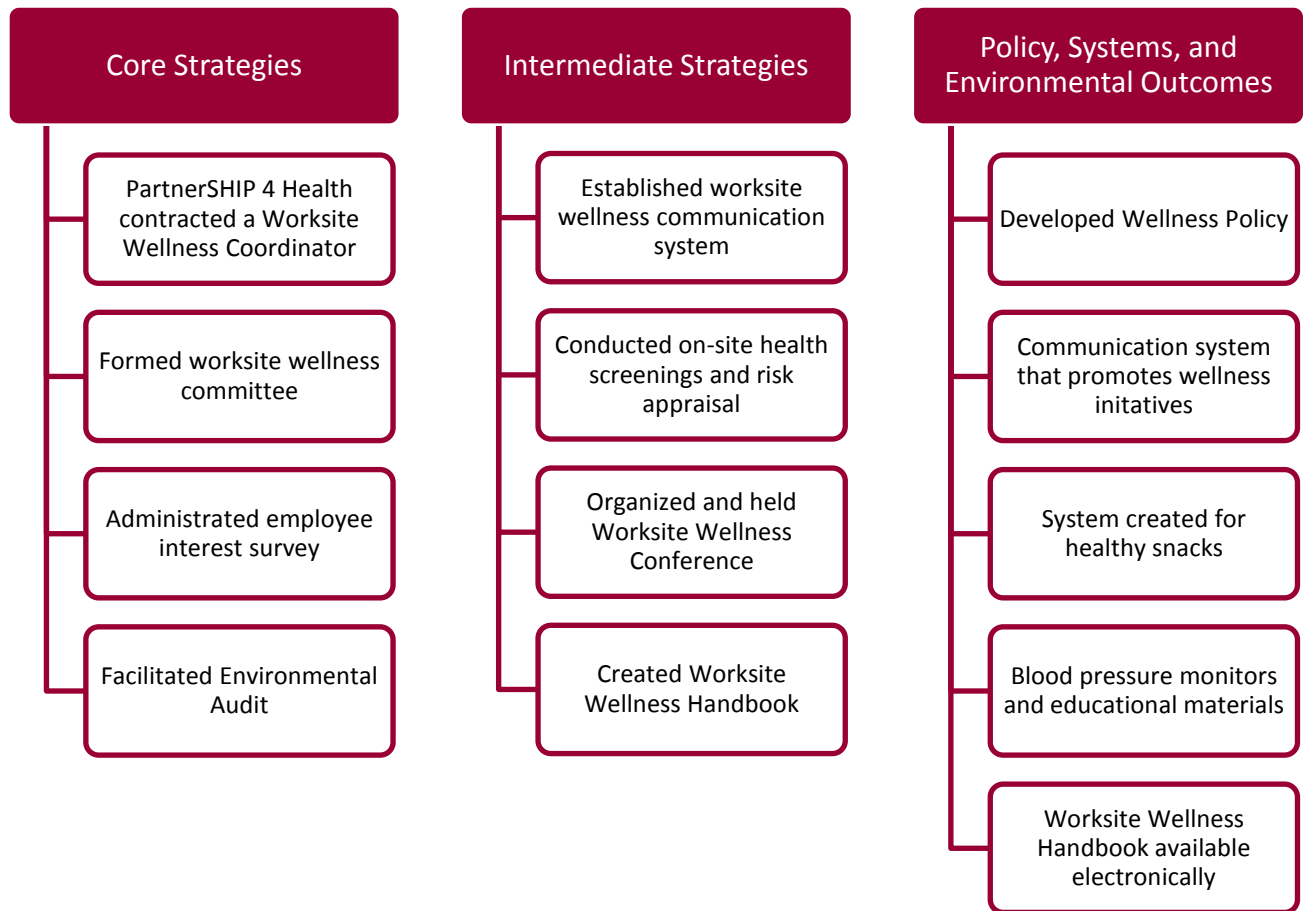 Core Strategies
PartnerSHIP 4 Health
contracted a Worksite
Wellness Coordinator
Formed worksite wellness
committee
Administrated employee
interest survey
Facilitated Environmental
Audit
Intermediate Strategies
Established worksite
wellness communication
system
Conducted on-site health
screenings and risk
appraisal
Organized and held
Worksite Wellness
Conference
Created Worksite
Wellness Handbook
Policy, Systems, and
Environmental Outcomes
Developed Wellness Policy
Communication system
that promotes wellness
initatives
System created for
healthy snacks
Blood pressure monitors
and educational materials
Worksite Wellness
Handbook available
electronically